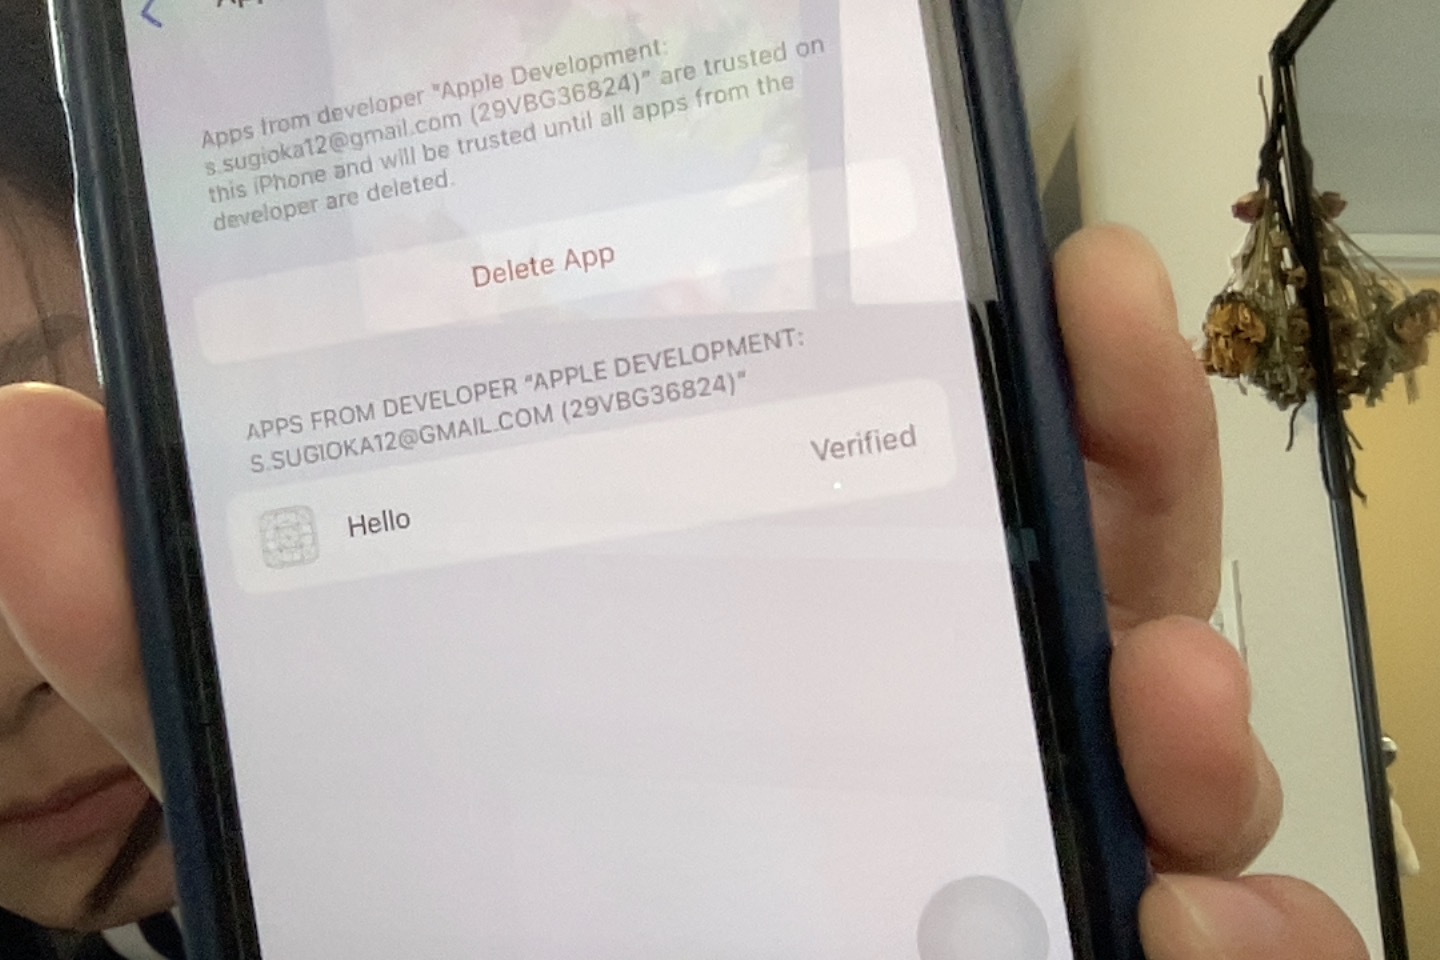 Apps from developer "Apple Development:
s.sugioka12@gmail.com (29VBG36824)" are trusted on
this iPhone and will be trusted until all apps from the
developer are deleted.
Delete App
APPS FROM DEVELOPER "APPLE DEVELOPMENT:
S.SUGIOKA12@GMAIL.COM (29VBG36824)"
Hello
Verified